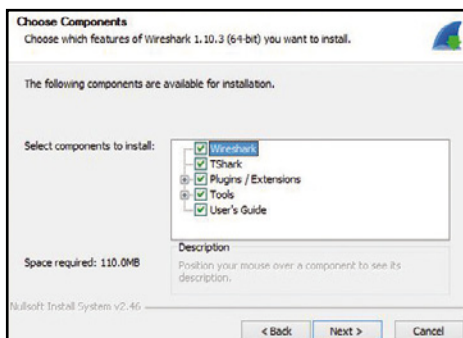 Choose Components
Choose which features of Wireshark 1.10.3 (64-bit) you want to install.
The following components are available for installation.
Select components to install:
Wireshark
TShark
Plugins / Extensions
Tools
User's Guide
Space required: 110.0MB
Description
Position your mouse over a component to see its
description.
Nullsoft Install System v2.46
< Back Next > Cancel